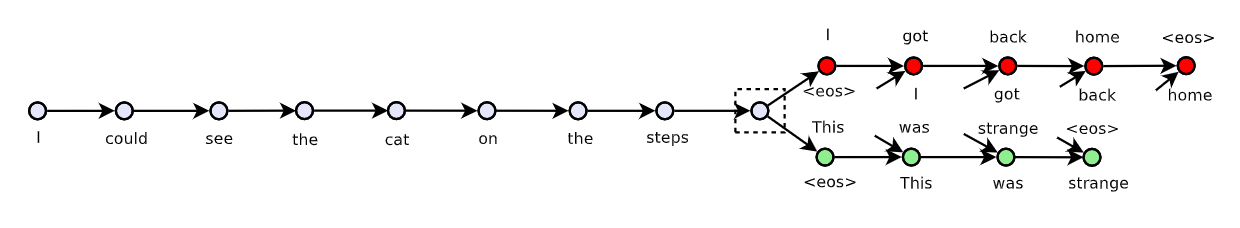 I got back home <eos>
<eos> I got back home
I could see the cat on the steps
This was strange <eos>
<eos> This was strange